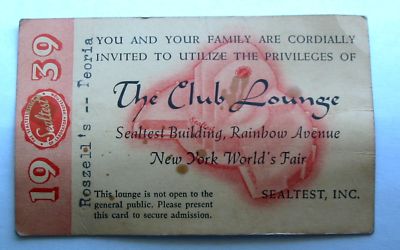 1939
Sealtest
Roszell's -- Peoria
YOU AND YOUR FAMILY ARE CORDIALLY
INVITED TO UTILIZE THE PRIVILEGES OF
The Club Lounge
Sealtest Building, Rainbow Avenue
New York World's Fair
This lounge is not open to the
general public. Please present
this card to secure admission.
SEALTEST, INC.